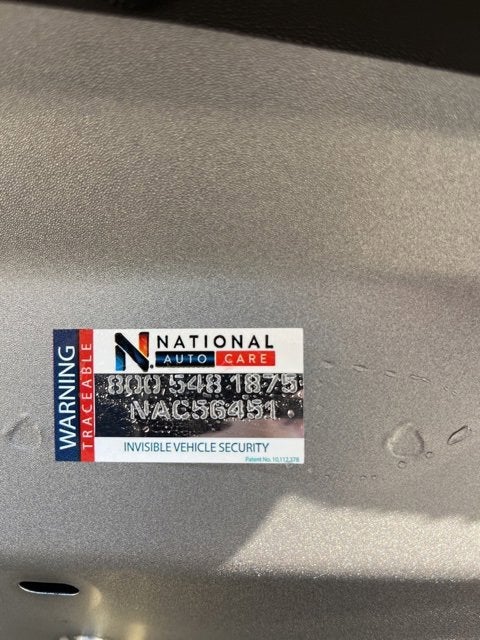 WARNING
TRACEABLE
N. NATIONAL
AUTO CARE
800 548 1875
NAC56451
INVISIBLE VEHICLE SECURITY
Patent No. 10,112,378